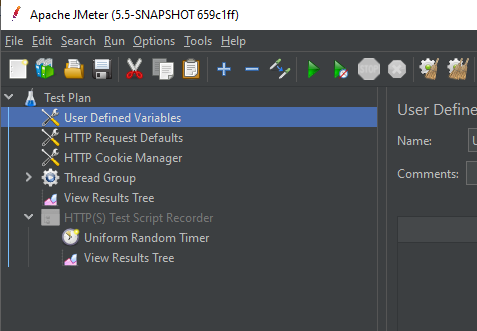 Apache JMeter (5.5-SNAPSHOT 659c1ff)
File Edit Search Run Options Tools Help
STOP
Test Plan
User Defined Variables
HTTP Request Defaults
HTTP Cookie Manager
Thread Group
View Results Tree
HTTP(S) Test Script Recorder
Uniform Random Timer
View Results Tree
User Define
Name:
Comments: